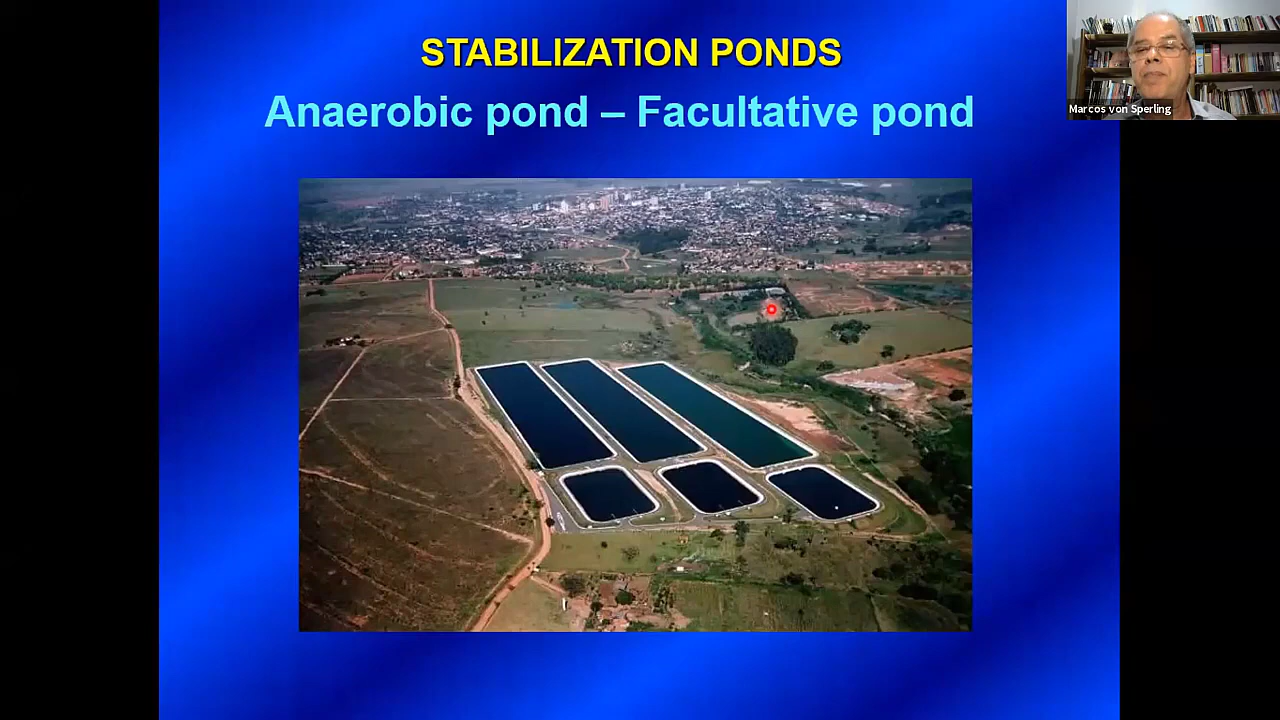 STABILIZATION PONDS
Anaerobic pond – Facultative pond
Marcos von Sperling